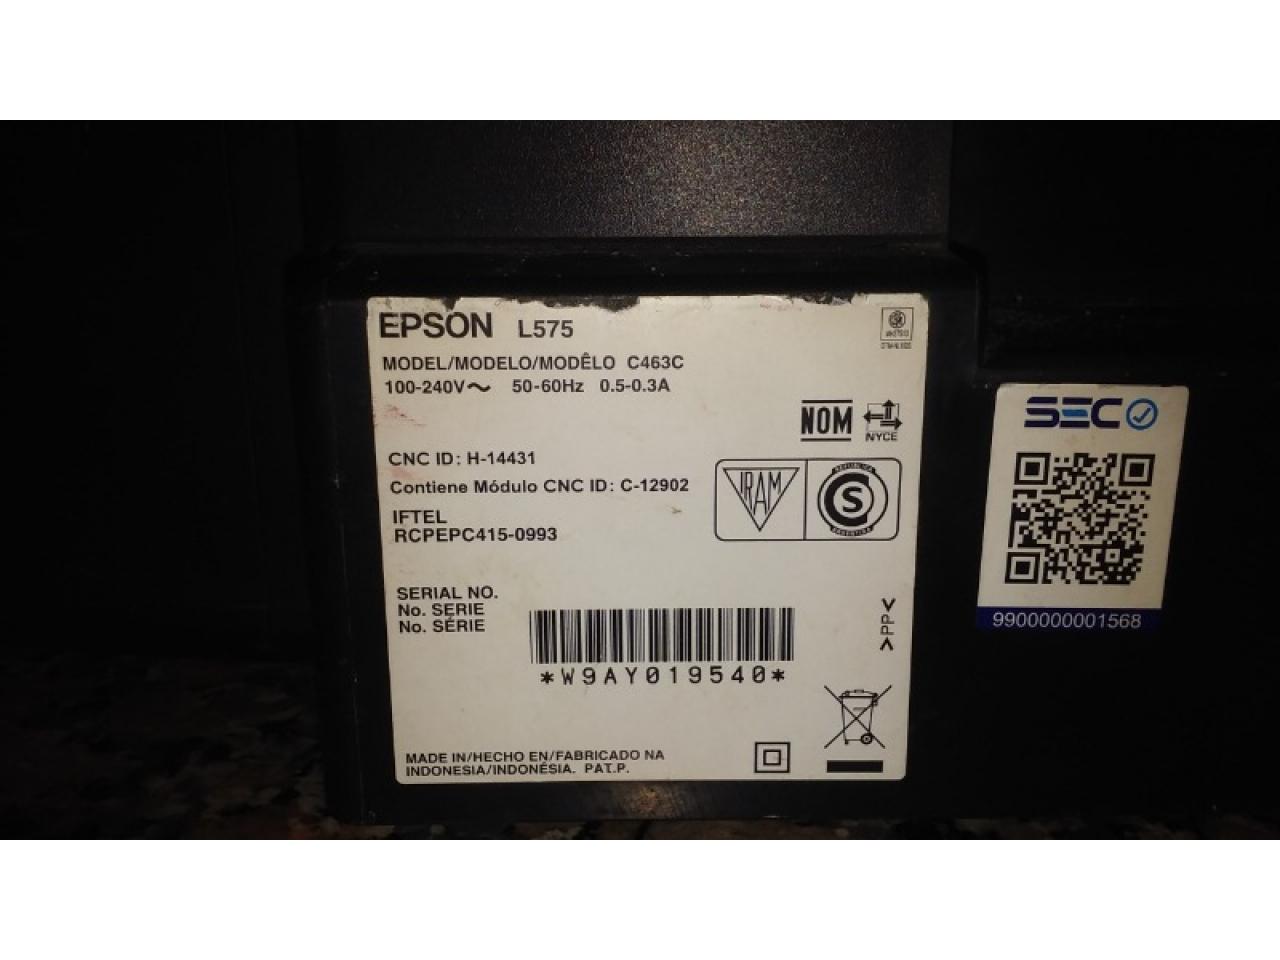 EPSON L575
MODEL/MODELO/MODÊLO C463C
100-240V~ 50-60Hz 0.5-0.3A
NOM
NYCE
CNC ID: H-14431
Contiene Módulo CNC ID: C-12902
IFTEL
RCPEPC415-0993
IRAM
REPUBLICA
S
ARGENTINA
SERIAL NO.
No. SERIE
No. SÉRIE
*W9AY019540*
>PP<
MADE IN/HECHO EN/FABRICADO NA
INDONESIA/INDONÉSIA. PAT.P.
SEC
9900000001568